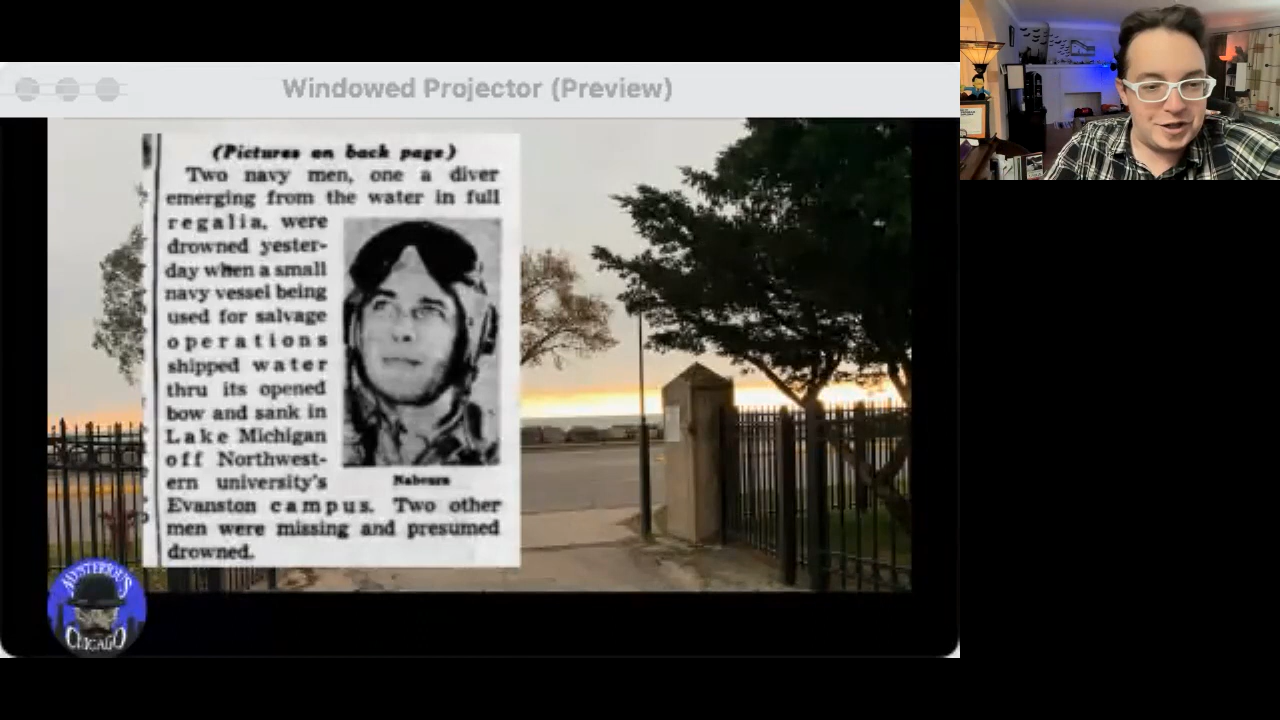 Windowed Projector (Preview)
(Pictures on back page)
Two navy men, one a diver
emerging from the water in full
regalia, were
drowned yester-
day when a small
navy vessel being
used for salvage
operations
shipped water
thru its opened
bow and sank in
Lake Michigan
off Northwest-
ern university's
Evanston campus. Two other
men were missing and presumed
drowned.
Nabours
MYSTERIOUS
CHICAGO